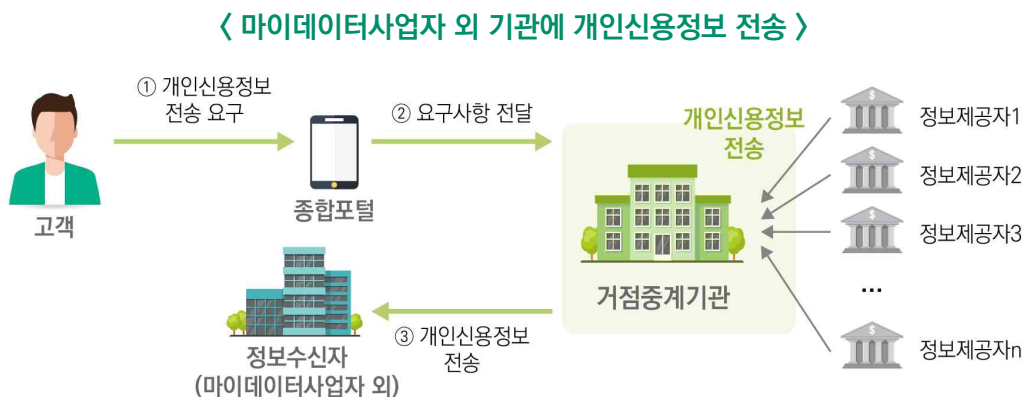 〈 마이데이터사업자 외 기관에 개인신용정보 전송 〉
① 개인신용정보
전송 요구
② 요구사항 전달
개인신용정보
전송
고객
종합포털
거점중계기관
정보제공자1
정보제공자2
정보제공자3
...
정보제공자n
③ 개인신용정보
전송
정보수신자
(마이데이터사업자 외)